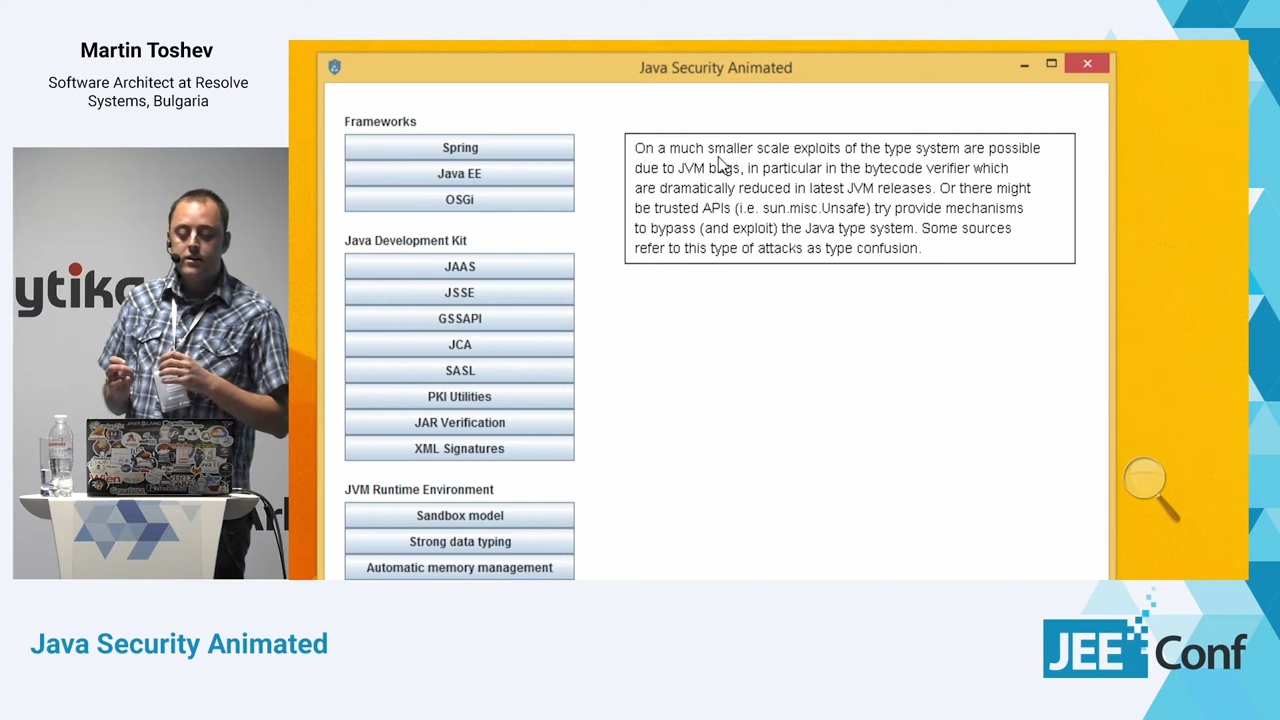 Martin Toshev
Software Architect at Resolve
Systems, Bulgaria
Java Security Animated
Frameworks
Spring
Java EE
OSGi
Java Development Kit
JAAS
JSSE
GSSAPI
JCA
SASL
PKI Utilities
JAR Verification
XML Signatures
JVM Runtime Environment
Sandbox model
Strong data typing
Automatic memory management
On a much smaller scale exploits of the type system are possible
due to JVM bugs, in particular in the bytecode verifier which
are dramatically reduced in latest JVM releases. Or there might
be trusted APIs (i.e. sun.misc.Unsafe) try provide mechanisms
to bypass (and exploit) the Java type system. Some sources
refer to this type of attacks as type confusion.
ytika
Java Security Animated
JEE Conf